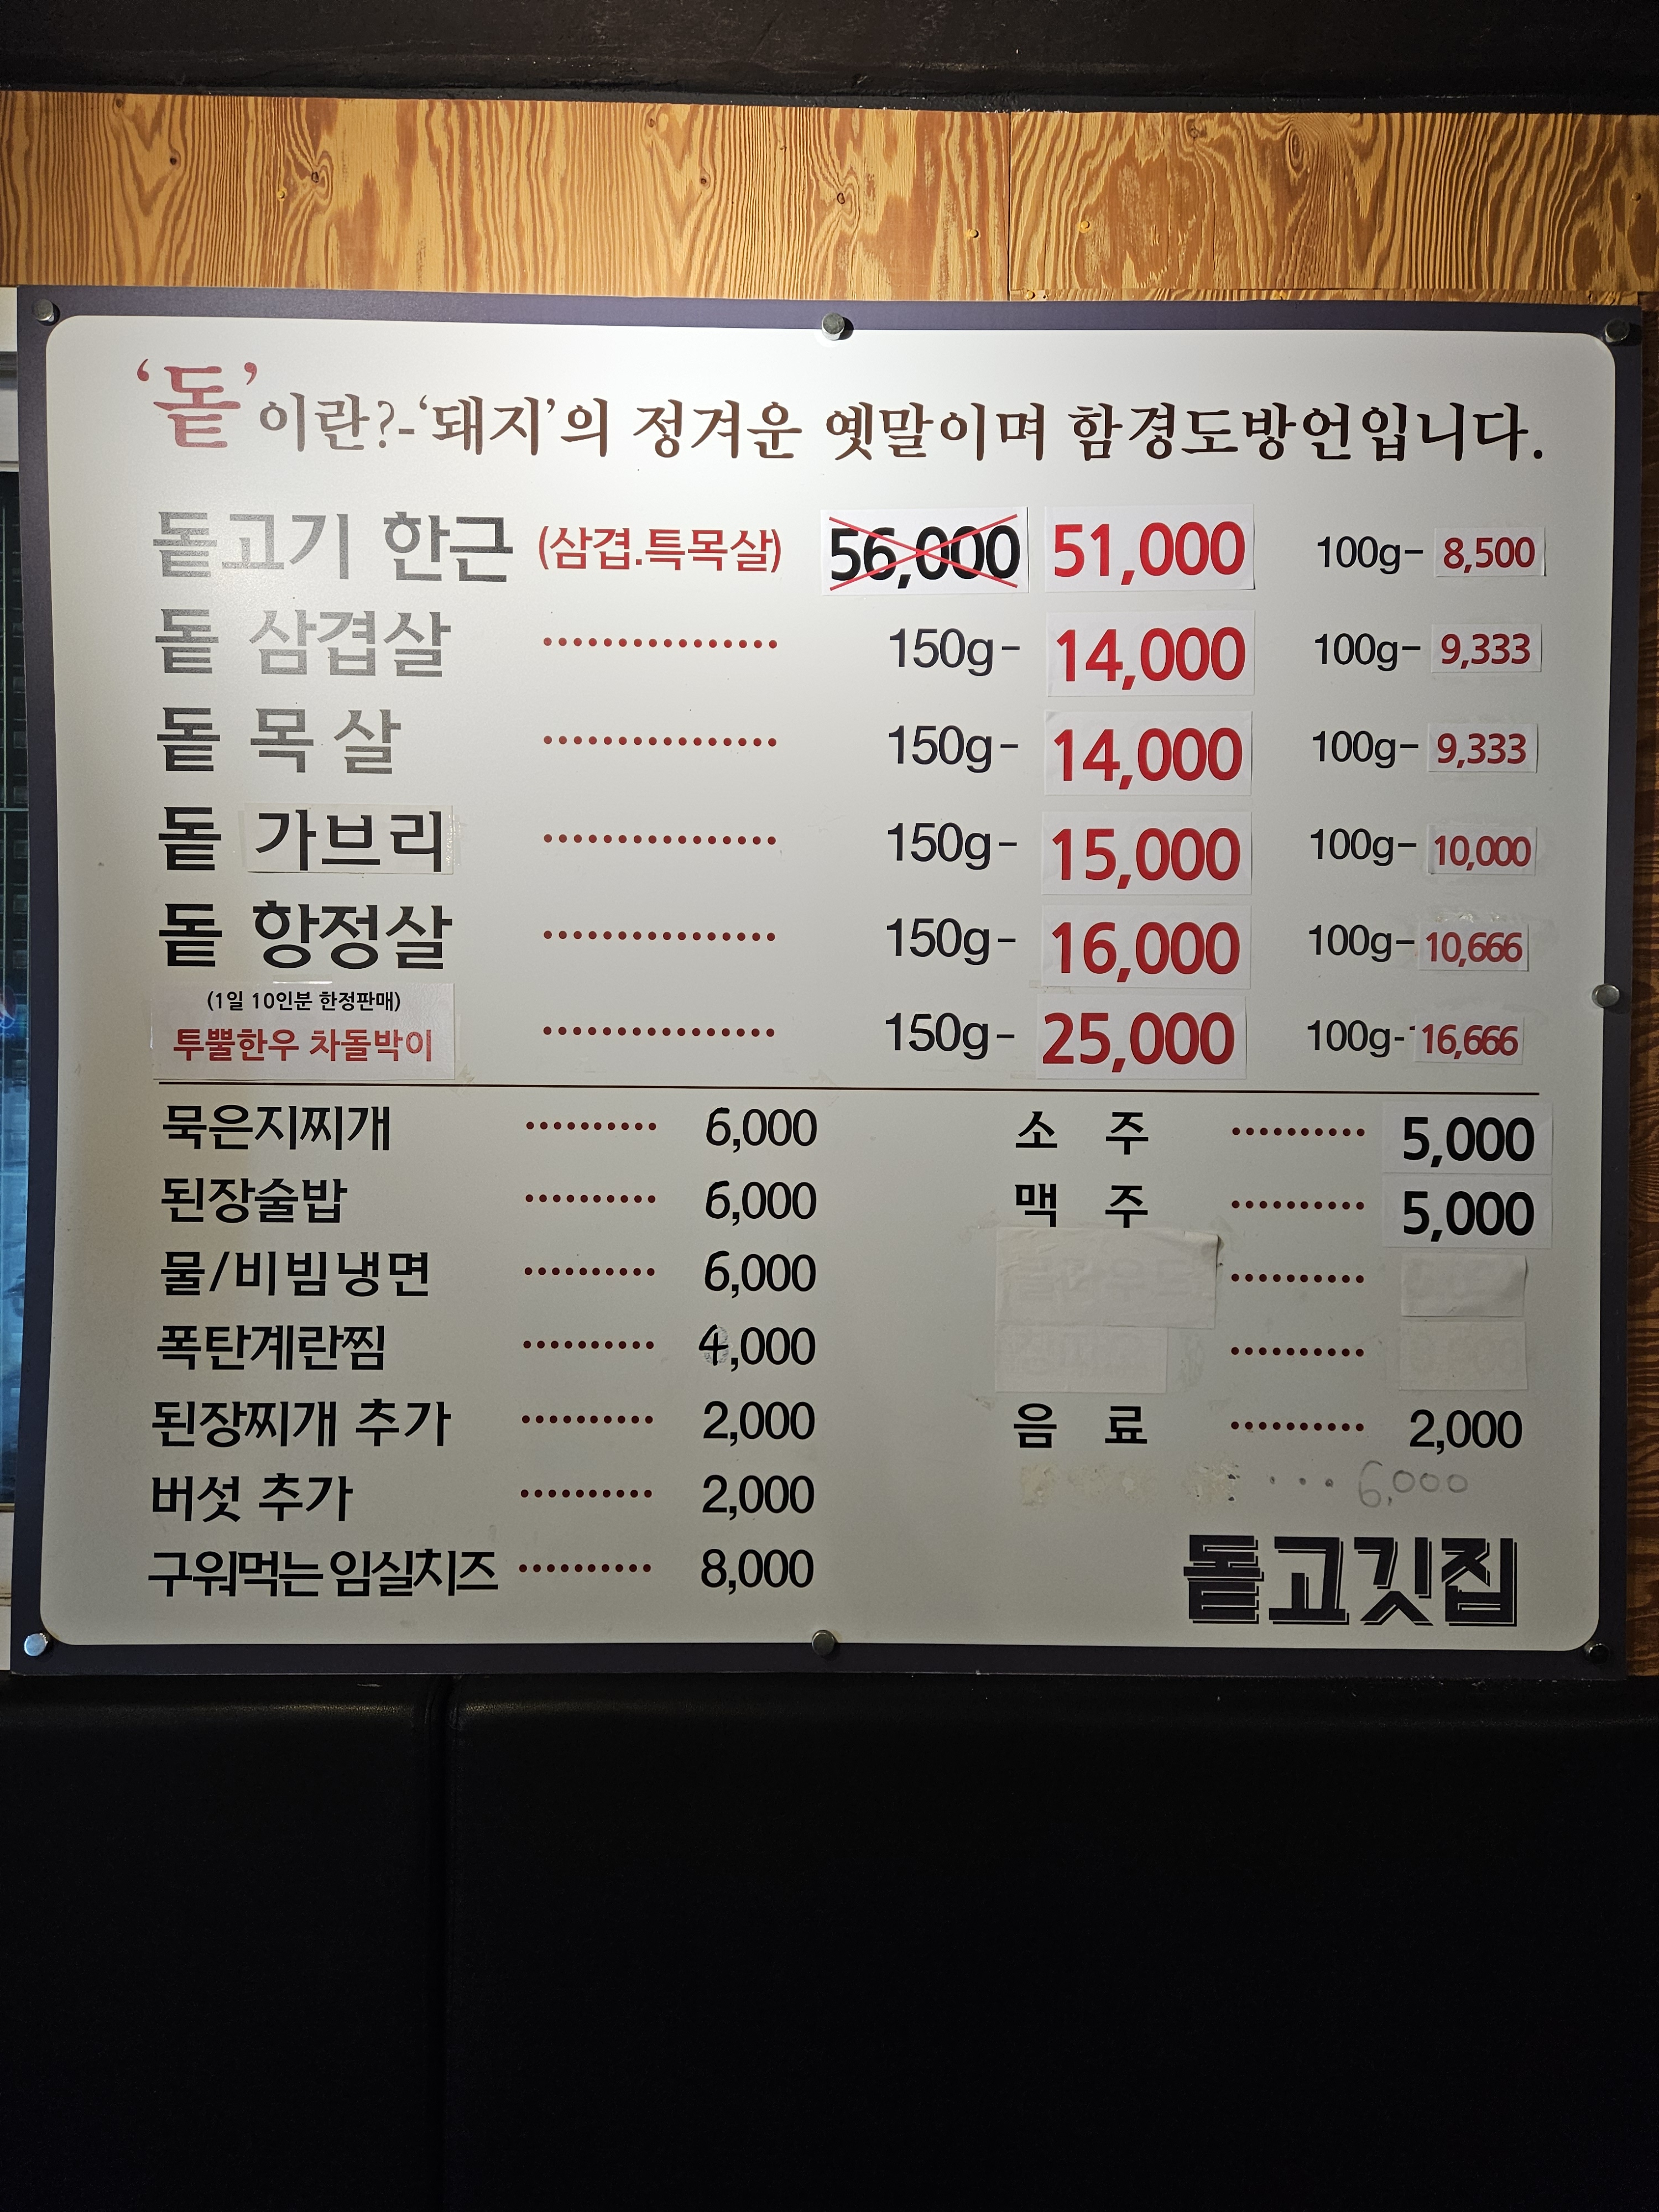 ‘돝’이란?-‘돼지’의 정겨운 옛말이며 함경도방언입니다.
돝고기 한근 (삼겹.특목살) 56,000 51,000 100g- 8,500
돝 삼겹살 ·············· 150g- 14,000 100g- 9,333
돝 목살 ·············· 150g- 14,000 100g- 9,333
돝 가브리 ·············· 150g- 15,000 100g- 10,000
돝 항정살 ·············· 150g- 16,000 100g- 10,666
(1일 10인분 한정판매)
투뿔한우 차돌박이 ·············· 150g- 25,000 100g- 16,666
묵은지찌개 ·········· 6,000
된장술밥 ·········· 6,000
물/비빔냉면 ·········· 6,000
폭탄계란찜 ·········· 4,000
된장찌개 추가 ·········· 2,000
버섯 추가 ·········· 2,000
구워먹는 임실치즈 ·········· 8,000
소 주 ·········· 5,000
맥 주 ·········· 5,000
음 료 ·········· 2,000
··· 6,000
돝고깃집